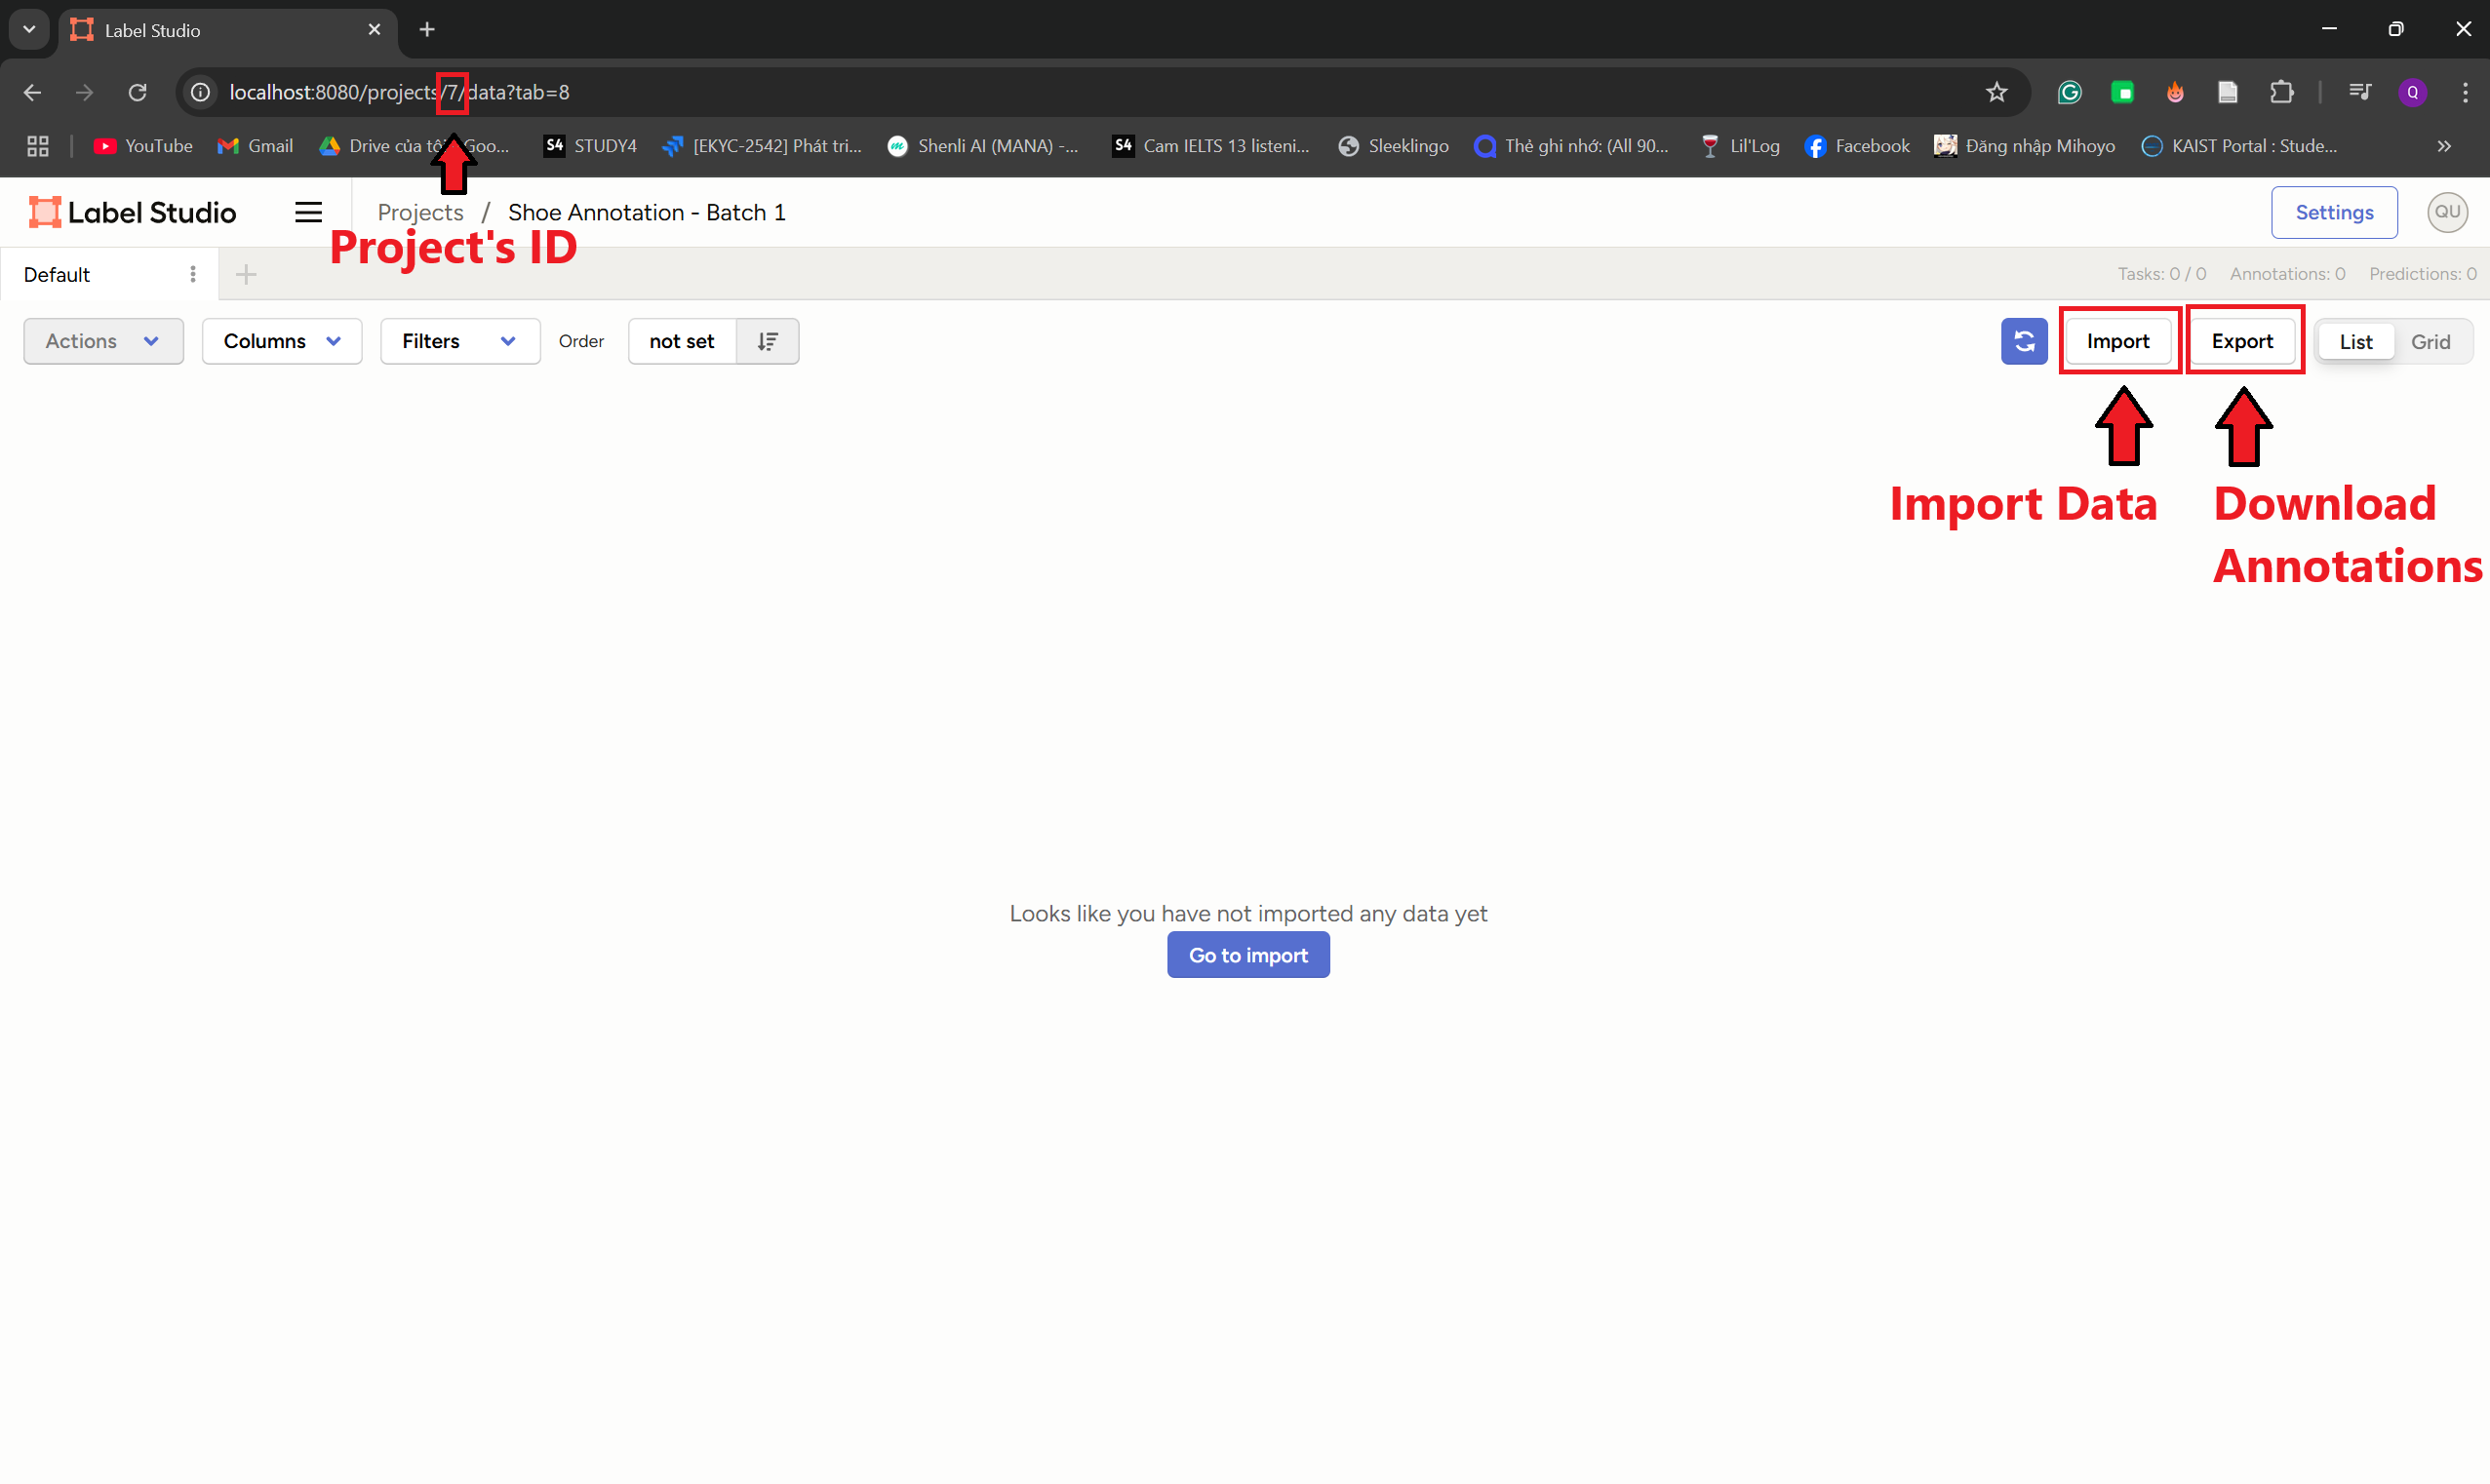 Label Studio
localhost:8080/projects/7/data?tab=8
YouTube Gmail Drive của tôi Goo... S4 STUDY4 [EKYC-2542] Phát tri... Shenli AI (MANA) -... S4 Cam IELTS 13 listeni... Sleeklingo Thẻ ghi nhớ: (All 90... Lil'Log Facebook Đăng nhập Mihoyo KAIST Portal : Stude...
Q
Label Studio Projects / Shoe Annotation - Batch 1 Settings QU
Project's ID
Default Tasks: 0 / 0 Annotations: 0 Predictions: 0
Actions Columns Filters Order not set Import Export List Grid
Import Data
Download
Annotations
Looks like you have not imported any data yet
Go to import